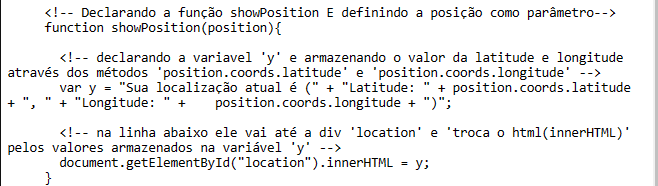 <!-- Declarando a função showPosition E definindo a posição como parâmetro-->
function showPosition(position){
<!-- declarando a variavel 'y' e armazenando o valor da latitude e longitude
através dos métodos 'position.coords.latitude' e 'position.coords.longitude' -->
var y = "Sua localização atual é (" + "Latitude: " + position.coords.latitude
+ ", " + "Longitude: " +    position.coords.longitude + ")";
<!-- na linha abaixo ele vai até a div 'location' e 'troca o html(innerHTML)'
pelos valores armazenados na variável 'y' -->
document.getElementById("location").innerHTML = y;
}